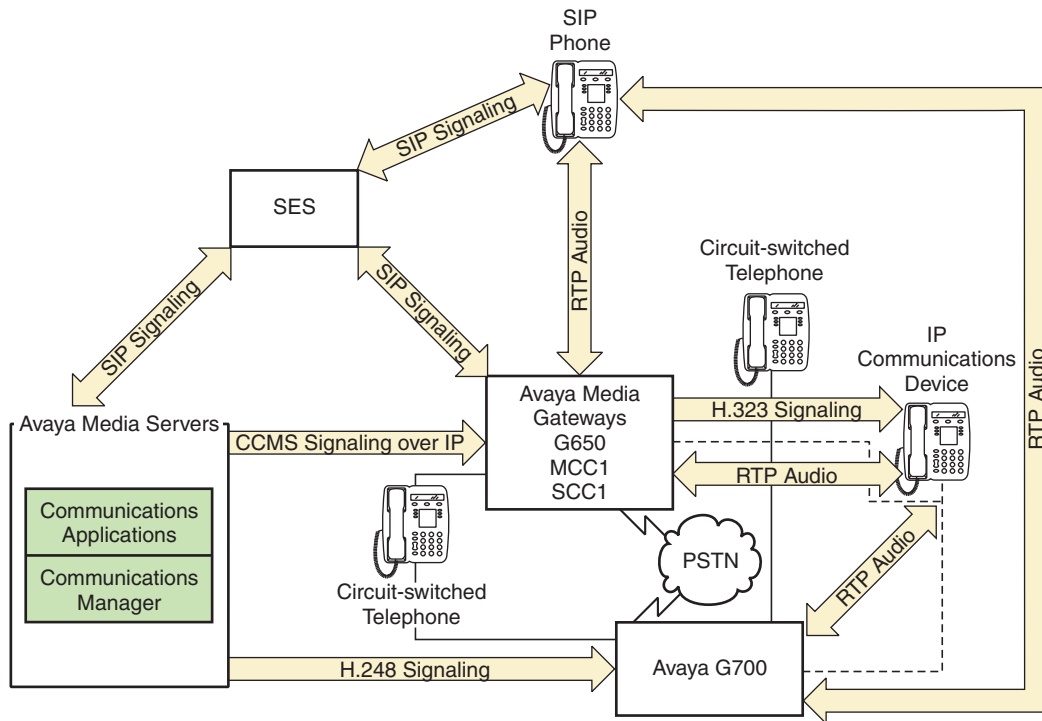 SIP
Phone
SIP Signaling
SES
RTP Audio
Circuit-switched
Telephone
SIP Signaling
SIP Signaling
IP
Communications
Device
RTP Audio
Avaya Media Servers
CCMS Signaling over IP
Avaya Media
Gateways
G650
MCC1
SCC1
H.323 Signaling
RTP Audio
Communications
Applications
Communications
Manager
Circuit-switched
Telephone
PSTN
RTP Audio
H.248 Signaling
Avaya G700